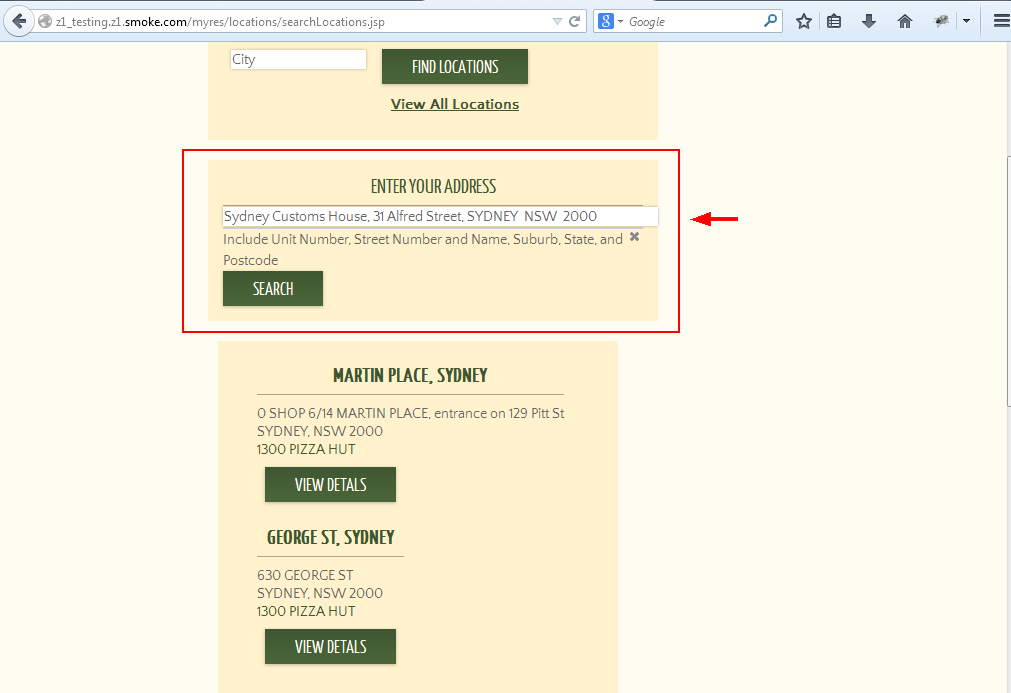 z1_testing.z1.smoke.com/myres/locations/searchLocations.jsp
8
Google
City
FIND LOCATIONS
View All Locations
ENTER YOUR ADDRESS
Sydney Customs House, 31 Alfred Street, SYDNEY NSW 2000
Include Unit Number, Street Number and Name, Suburb, State, and
Postcode
SEARCH
MARTIN PLACE, SYDNEY
0 SHOP 6/14 MARTIN PLACE, entrance on 129 Pitt St
SYDNEY, NSW 2000
1300 PIZZA HUT
VIEW DETALS
GEORGE ST, SYDNEY
630 GEORGE ST
SYDNEY, NSW 2000
1300 PIZZA HUT
VIEW DETALS